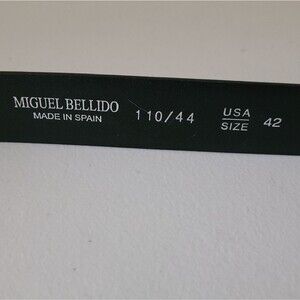 MIGUEL BELLIDO
MADE IN SPAIN
110/44
USA
SIZE
42